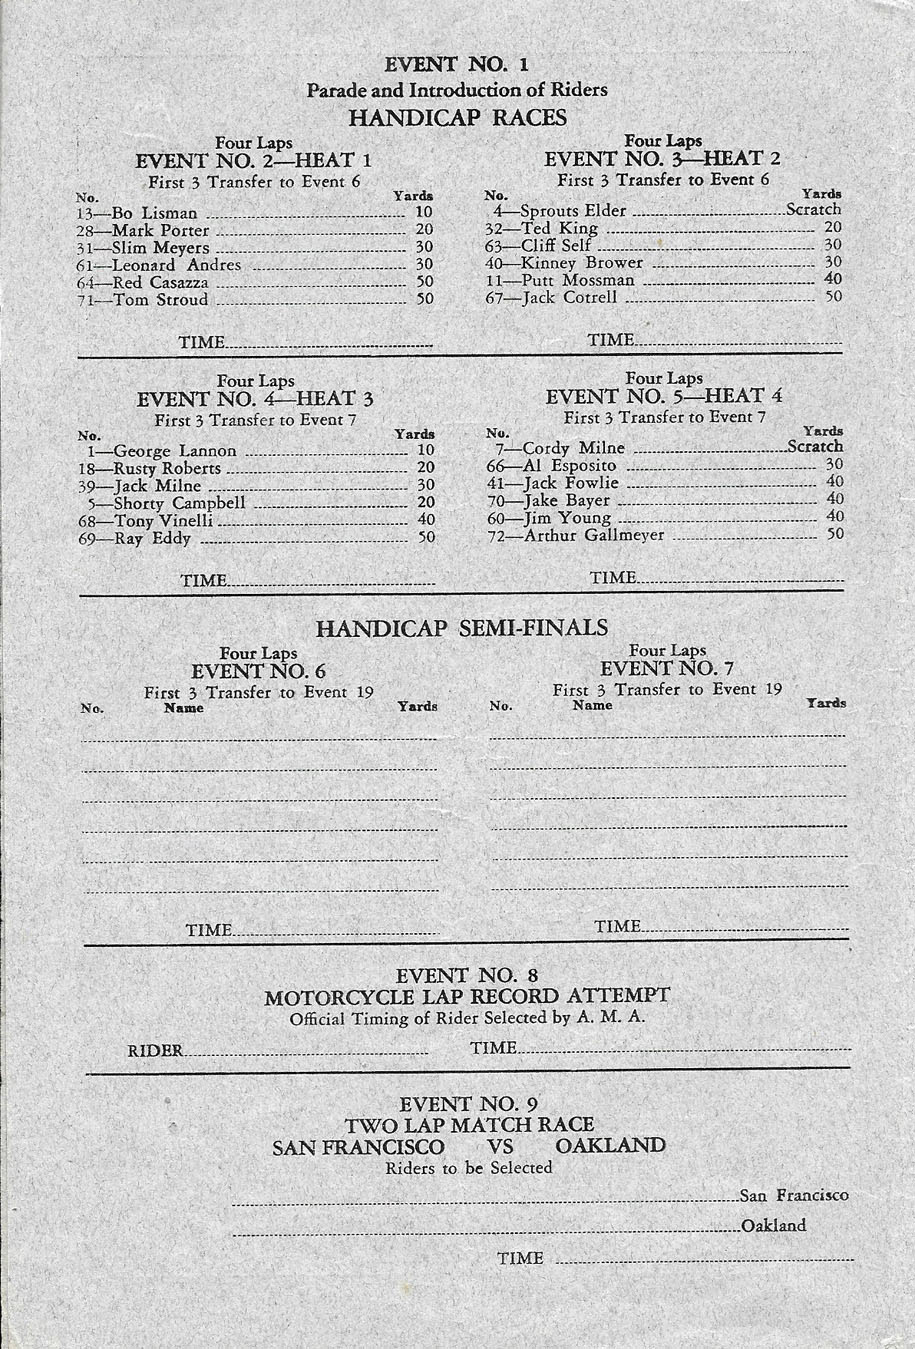 EVENT NO. 1
Parade and Introduction of Riders
HANDICAP RACES
Four Laps
EVENT NO. 2—HEAT 1
First 3 Transfer to Event 6
No. Yards
13—Bo Lisman 10
28—Mark Porter 20
31—Slim Meyers 30
61—Leonard Andres 30
64—Red Casazza 50
71—Tom Stroud 50
TIME
Four Laps
EVENT NO. 3—HEAT 2
First 3 Transfer to Event 6
No. Yards
4—Sprouts Elder Scratch
32—Ted King 20
63—Cliff Self 30
40—Kinney Brower 30
11—Putt Mossman 40
67—Jack Cottrell 50
TIME
Four Laps
EVENT NO. 4—HEAT 3
First 3 Transfer to Event 7
No. Yards
1—George Lannon 10
18—Rusty Roberts 20
39—Jack Milne 30
5—Shorty Campbell 20
68—Tony Vinelli 40
69—Ray Eddy 50
TIME
Four Laps
EVENT NO. 5—HEAT 4
First 3 Transfer to Event 7
No. Yards
7—Cordy Milne Scratch
66—Al Esposito 30
41—Jack Fowlie 40
70—Jake Bayer 40
60—Jim Young 40
72—Arthur Gallmeyer 50
TIME
HANDICAP SEMI-FINALS
Four Laps
EVENT NO. 6
First 3 Transfer to Event 19
No. Name Yards
TIME
Four Laps
EVENT NO. 7
First 3 Transfer to Event 19
No. Name Yards
TIME
EVENT NO. 8
MOTORCYCLE LAP RECORD ATTEMPT
Official Timing of Rider Selected by A. M. A.
RIDER TIME
EVENT NO. 9
TWO LAP MATCH RACE
SAN FRANCISCO VS OAKLAND
Riders to be Selected
San Francisco
Oakland
TIME